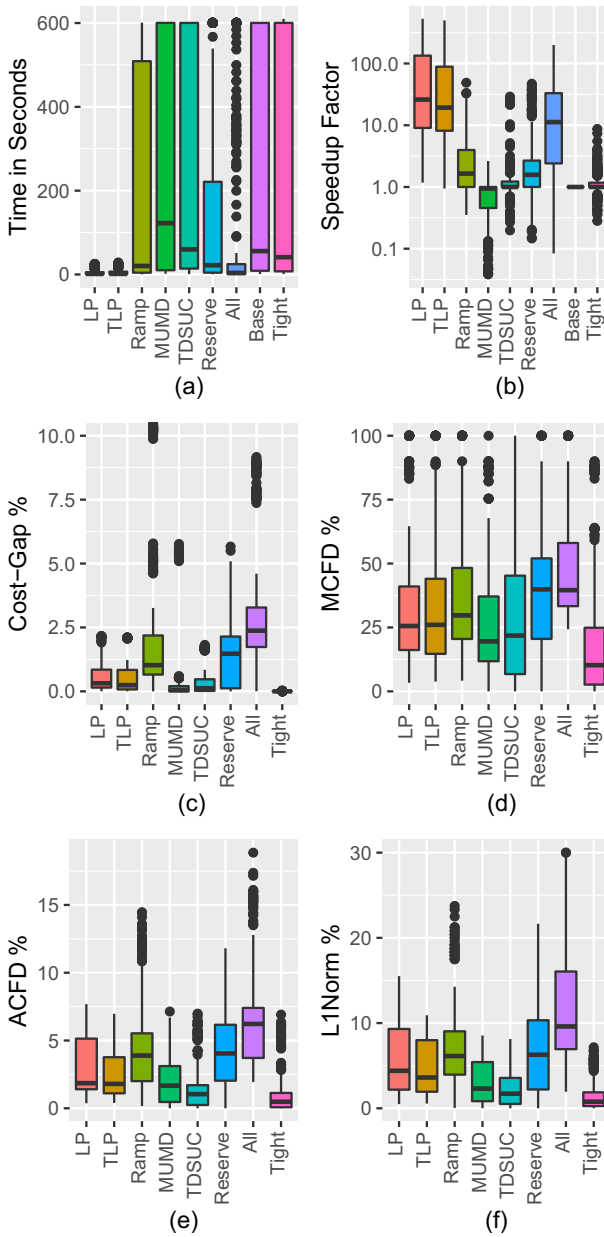 Time in Seconds
600
400
200
0
LP
TLP
Ramp
MUMD
TDSUC
Reserve
All
Base
Tight
(a)
Speedup Factor
100.0
10.0
1.0
0.1
LP
TLP
Ramp
MUMD
TDSUC
Reserve
All
Base
Tight
(b)
Cost−Gap %
10.0
7.5
5.0
2.5
0.0
LP
TLP
Ramp
MUMD
TDSUC
Reserve
All
Tight
(c)
MCFD %
100
75
50
25
0
LP
TLP
Ramp
MUMD
TDSUC
Reserve
All
Tight
(d)
ACFD %
15
10
5
0
LP
TLP
Ramp
MUMD
TDSUC
Reserve
All
Tight
(e)
L1Norm %
30
20
10
0
LP
TLP
Ramp
MUMD
TDSUC
Reserve
All
Tight
(f)